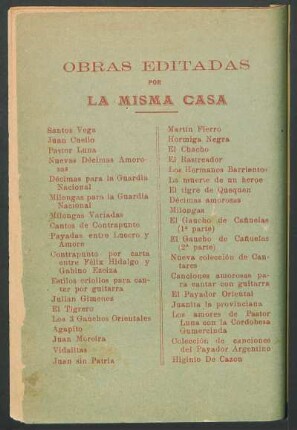 OBRAS EDITADAS
POR
LA MISMA CASA
Santos Vega
Juan Cuello
Pastor Luna
Nuevas Décimas Amoro-
sas
Décimas para la Guardia
Nacional
Milongas para la Guardia
Nacional
Milongas Variadas
Cantos de Contrapunto
Payadas entre Lucero y
Amore
Contrapunto por carta
entre Félix Hidalgo y
Gabino Ezeiza
Estilos criollos para can-
tar por guitarra
Julian Gimenez
El Tigrero
Los 3 Gauchos Orientales
Agapito
Juan Moreira
Vidalitas
Juan sin Patria
Martin Fierro
Hormiga Negra
El Chacho
El Rastreador
Los Hermanos Barrientos
La muerte de un heroe
El tigre de Quequen
Décimas amorosas
Milongas
El Gaucho de Cañuelas
(1ª parte)
El Gaucho de Cañuelas
(2ª parte)
Nueva colección de Can-
tares
Canciones amorosas pa-
ra cantar con guitarra
El Payador Oriental
Juanita la provinciana
Los amores de Pastor
Luna con la Cordobesa
Gumercinda
Colección de canciones
del Payador Argentino
Higinio De Cazon